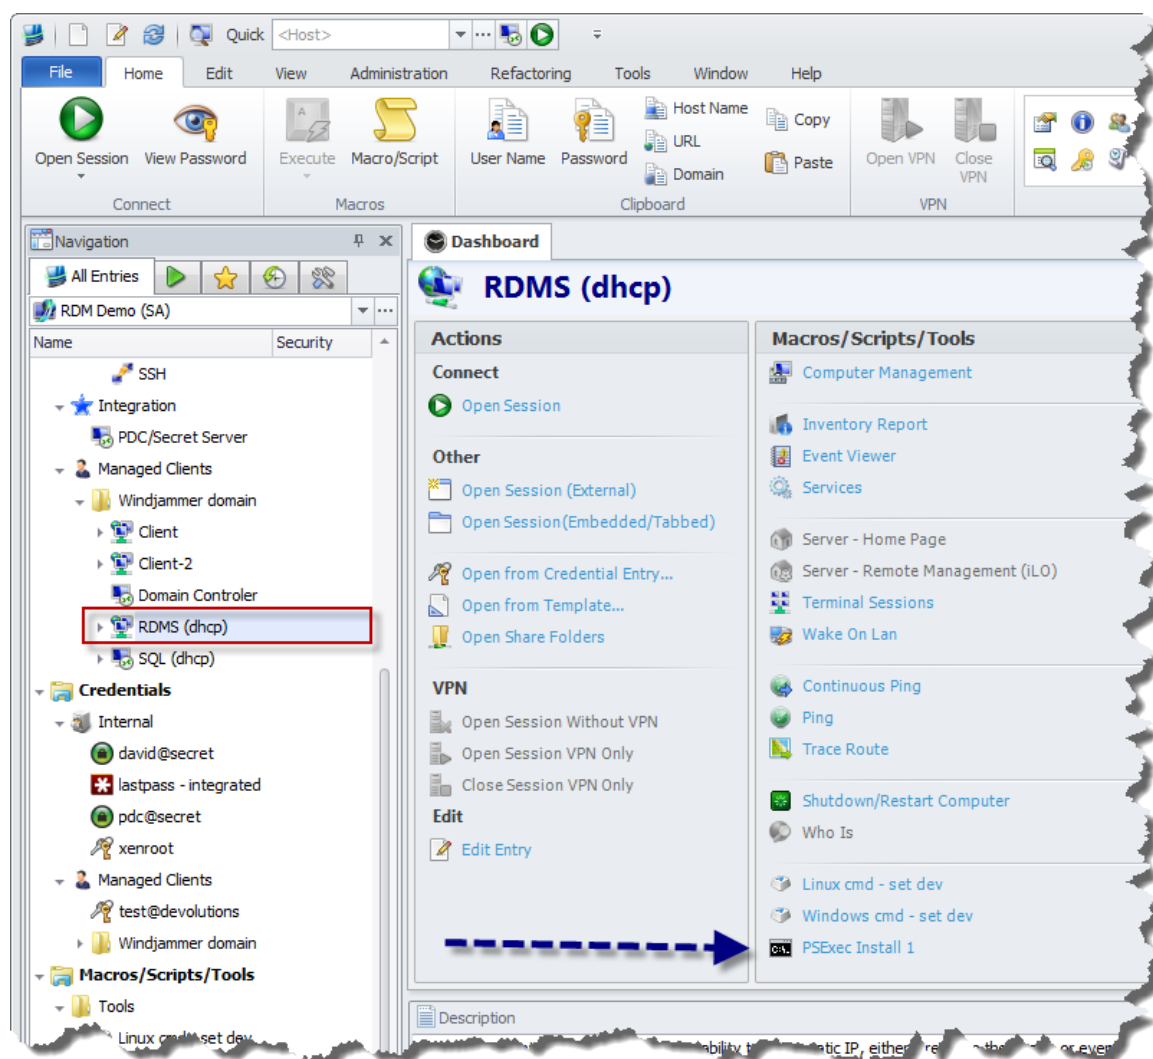 Quick <Host>
File Home Edit View Administration Refactoring Tools Window Help
Open Session View Password Execute Macro/Script User Name Password Host Name URL Domain Copy Paste Open VPN Close VPN
Connect Macros Clipboard VPN
Navigation
All Entries
RDM Demo (SA)
Name Security
SSH
Integration
PDC/Secret Server
Managed Clients
Windjammer domain
Client
Client-2
Domain Controler
RDMS (dhcp)
SQL (dhcp)
Credentials
Internal
david@secret
lastpass - integrated
pdc@secret
xenroot
Managed Clients
test@devolutions
Windjammer domain
Macros/Scripts/Tools
Tools
Linux cmd - set dev
Dashboard
RDMS (dhcp)
Actions
Connect
Open Session
Other
Open Session (External)
Open Session(Embedded/Tabbed)
Open from Credential Entry...
Open from Template...
Open Share Folders
VPN
Open Session Without VPN
Open Session VPN Only
Close Session VPN Only
Edit
Edit Entry
Macros/Scripts/Tools
Computer Management
Inventory Report
Event Viewer
Services
Server - Home Page
Server - Remote Management (iLO)
Terminal Sessions
Wake On Lan
Continuous Ping
Ping
Trace Route
Shutdown/Restart Computer
Who Is
Linux cmd - set dev
Windows cmd - set dev
C:\.
PSExec Install 1
Description
IP, either